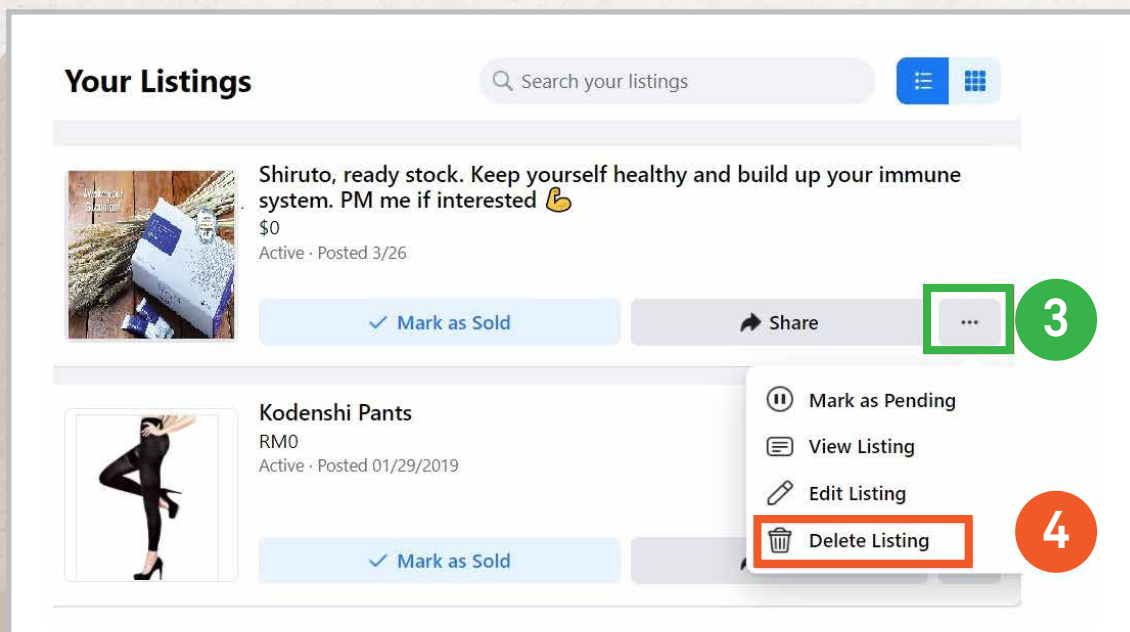 Your Listings
Search your listings
Shiruto, ready stock. Keep yourself healthy and build up your immune
system. PM me if interested 💪
$0
Active · Posted 3/26
Mark as Sold
Share
...
3
Mark as Pending
View Listing
Edit Listing
Delete Listing
4
Kodenshi Pants
RM0
Active · Posted 01/29/2019
Mark as Sold